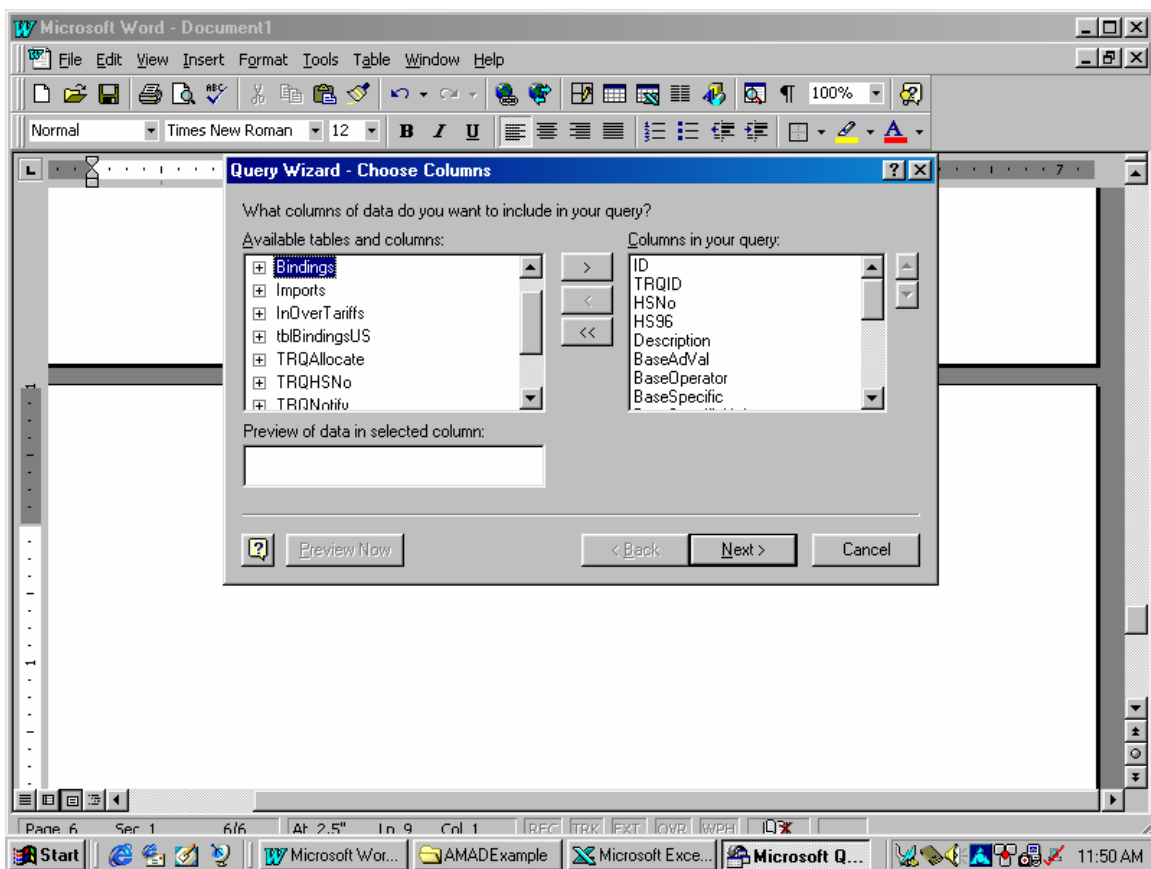 Microsoft Word - Document1
File Edit View Insert Format Tools Table Window Help
100%
Normal Times New Roman 12 B I U A
7
Query Wizard - Choose Columns
What columns of data do you want to include in your query?
Available tables and columns: Columns in your query:
Bindings
Imports
InOverTariffs
tblBindingsUS
TRQAllocate
TRQHSNo
TRQNotify
>
<
<<
ID
TRQID
HSNo
HS96
Description
BaseAdVal
BaseOperator
BaseSpecific
Preview of data in selected column:
Preview Now < Back Next > Cancel
1
1
Page 6 Sec 1 6/6 At 2.5" Ln 9 Col 1 REC TRK EXT OVR WPH
Start Microsoft Wor... AMADExample Microsoft Exce... Microsoft Q... 11:50 AM